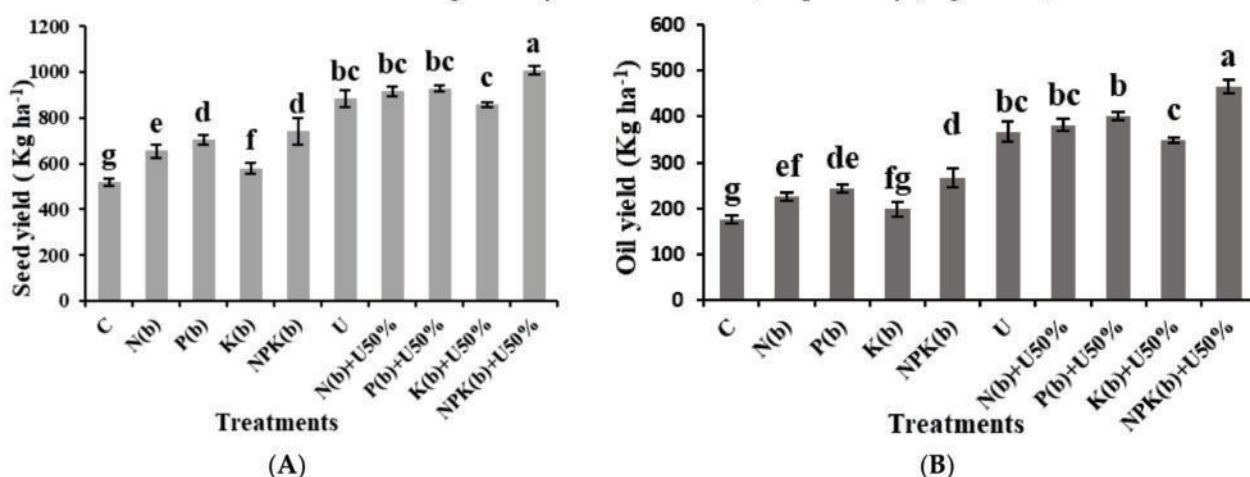 1200
1000
800
600
400
200
0
Seed yield ( Kg ha-1)
g e d f d bc bc bc c a
C N(b) P(b) K(b) NPK(b) U N(b)+U50% P(b)+U50% K(b)+U50% NPK(b)+U50%
Treatments
(A)
600
500
400
300
200
100
0
Oil yield (Kg ha-1)
g ef de fg d bc bc b c a
C N(b) P(b) K(b) NPK(b) U N(b)+U50% P(b)+U50% K(b)+U50% NPK(b)+U50%
Treatments
(B)